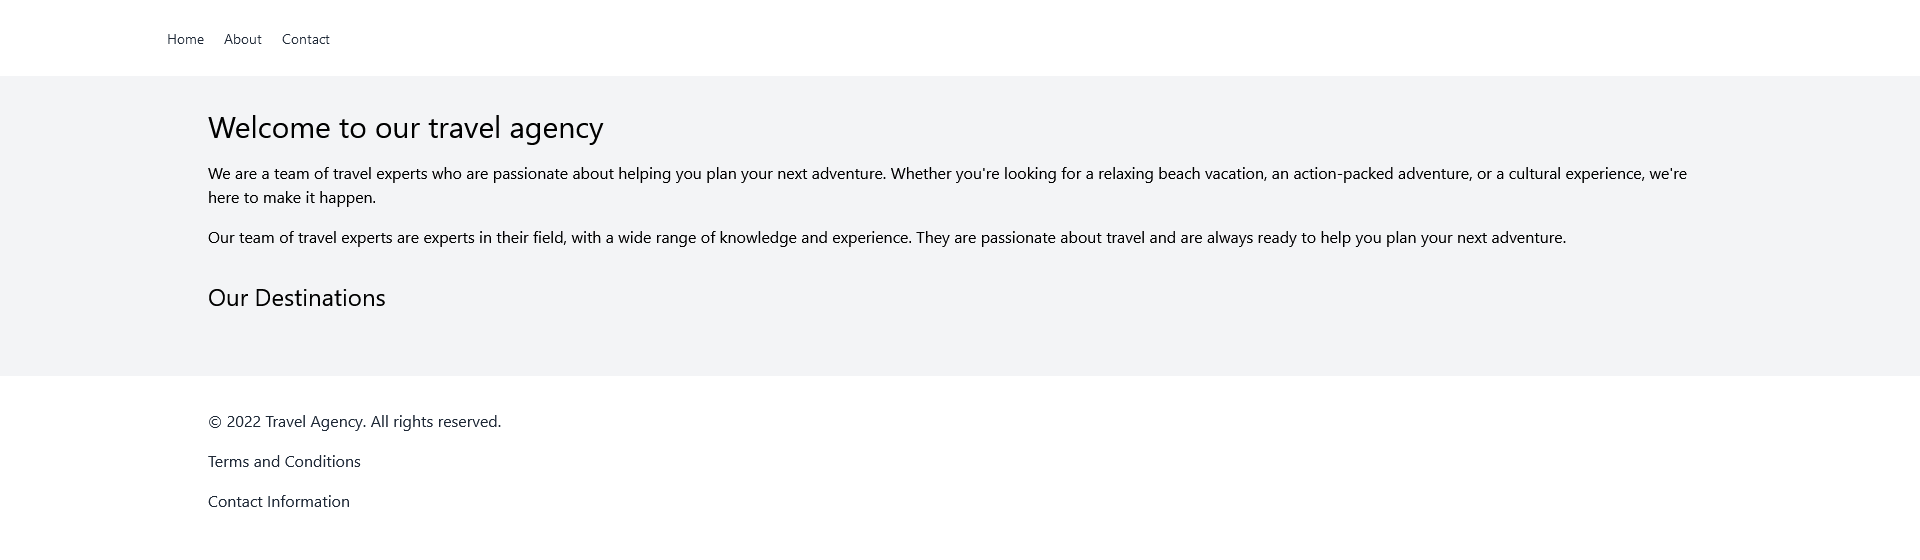 Home About Contact
Welcome to our travel agency
We are a team of travel experts who are passionate about helping you plan your next adventure. Whether you're looking for a relaxing beach vacation, an action-packed adventure, or a cultural experience, we're
here to make it happen.
Our team of travel experts are experts in their field, with a wide range of knowledge and experience. They are passionate about travel and are always ready to help you plan your next adventure.
Our Destinations
© 2022 Travel Agency. All rights reserved.
Terms and Conditions
Contact Information